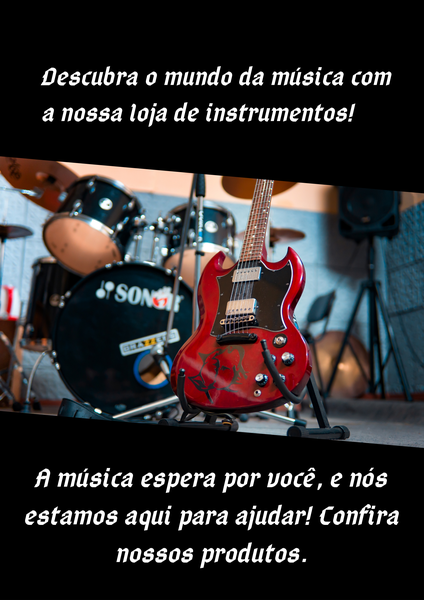 Descubra o mundo da música com
a nossa loja de instrumentos!
SONOR
A música espera por você, e nós
estamos aqui para ajudar! Confira
nossos produtos.